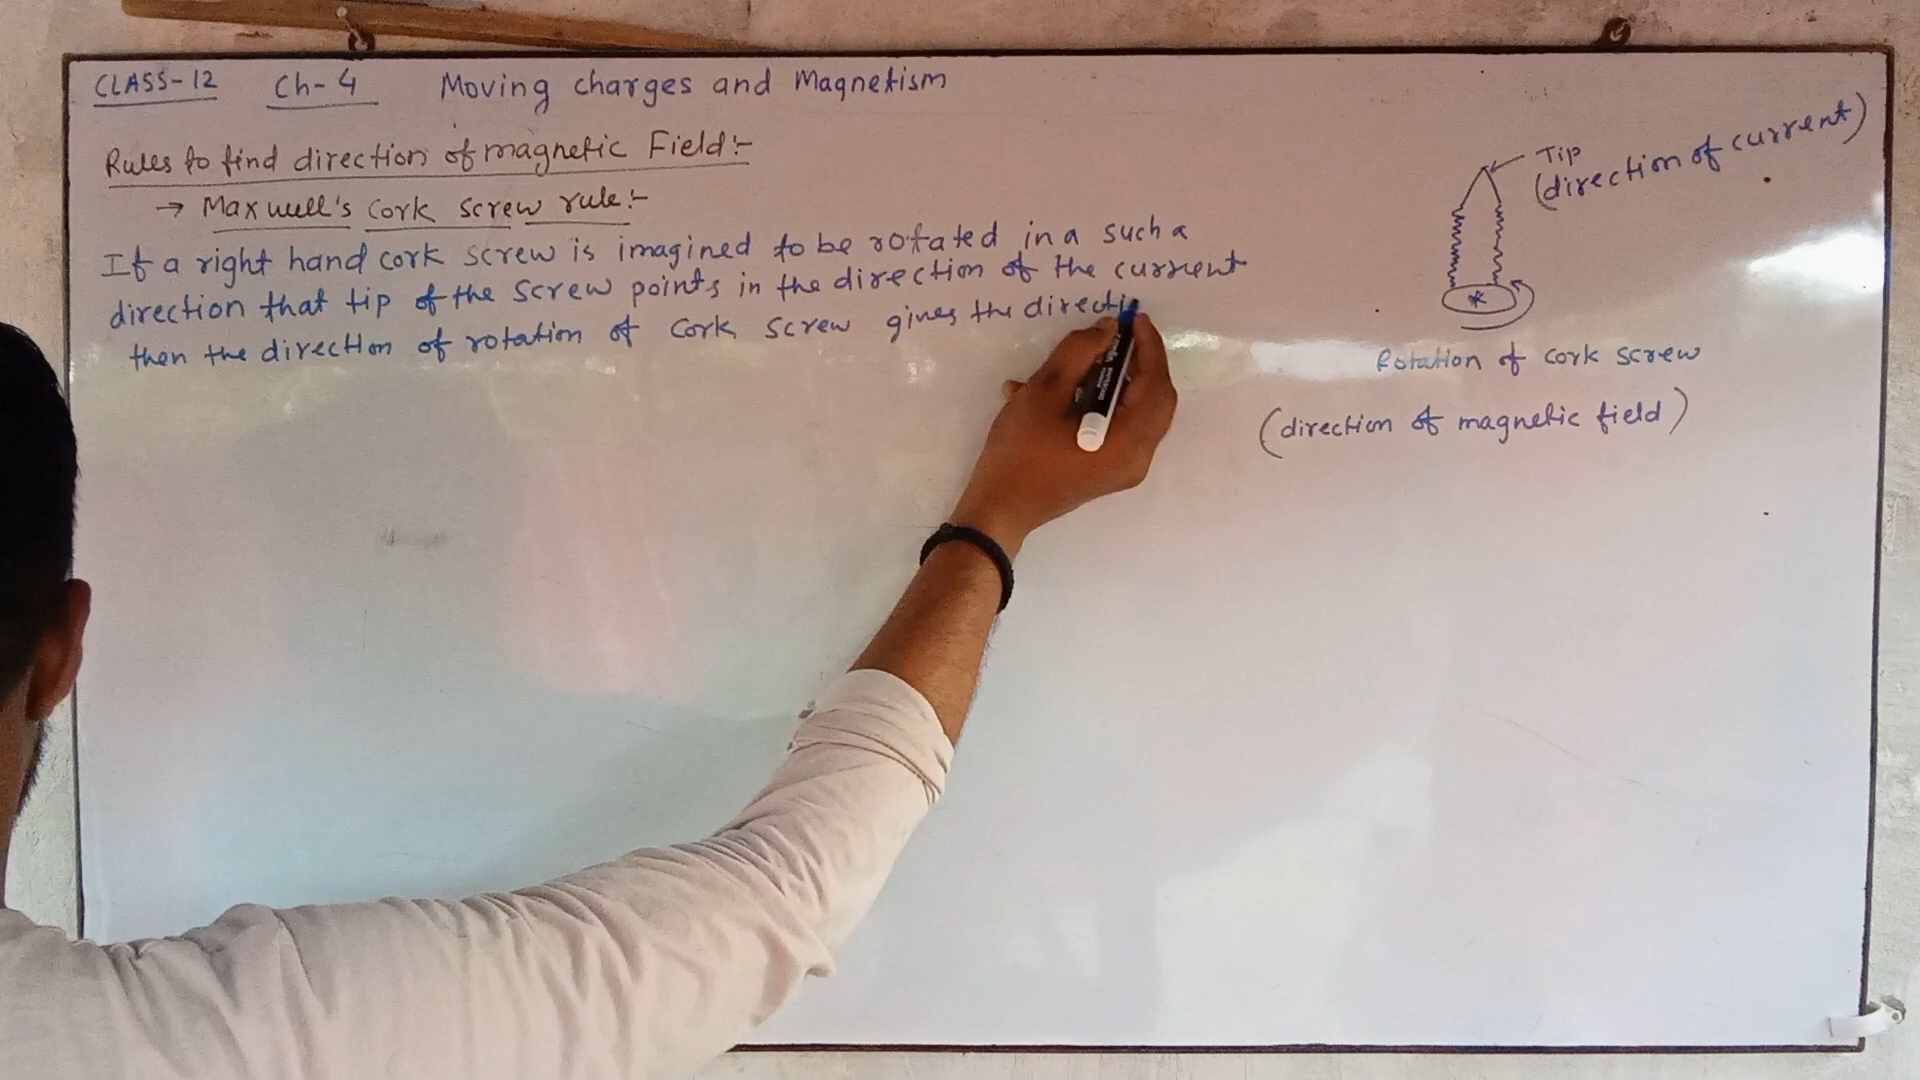 CLASS-12 Ch-4 Moving charges and Magnetism
Rules to find direction of magnetic Field:-
→ Maxwell's cork screw rule:-
If a right hand cork screw is imagined to be rotated in a such a
direction that tip of the screw points in the direction of the current
then the direction of rotation of cork screw gives the directi
Tip
(direction of current)
*
Rotation of cork screw
(direction of magnetic field)